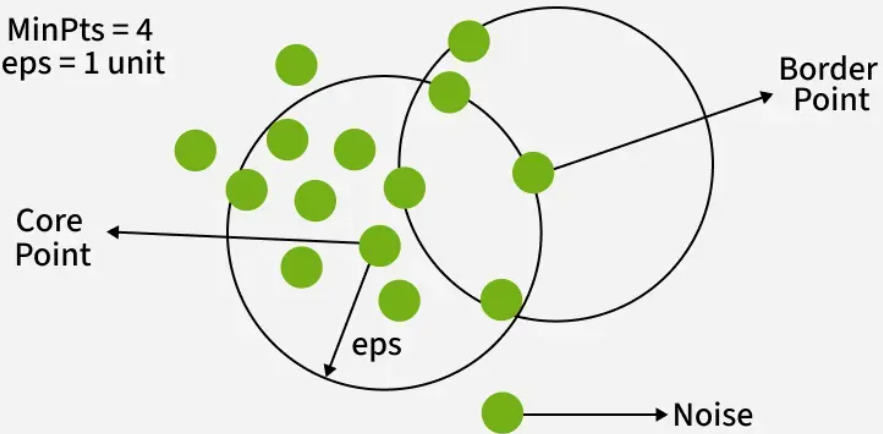 MinPts = 4
eps = 1 unit
Border
Point
Core
Point
eps
Noise